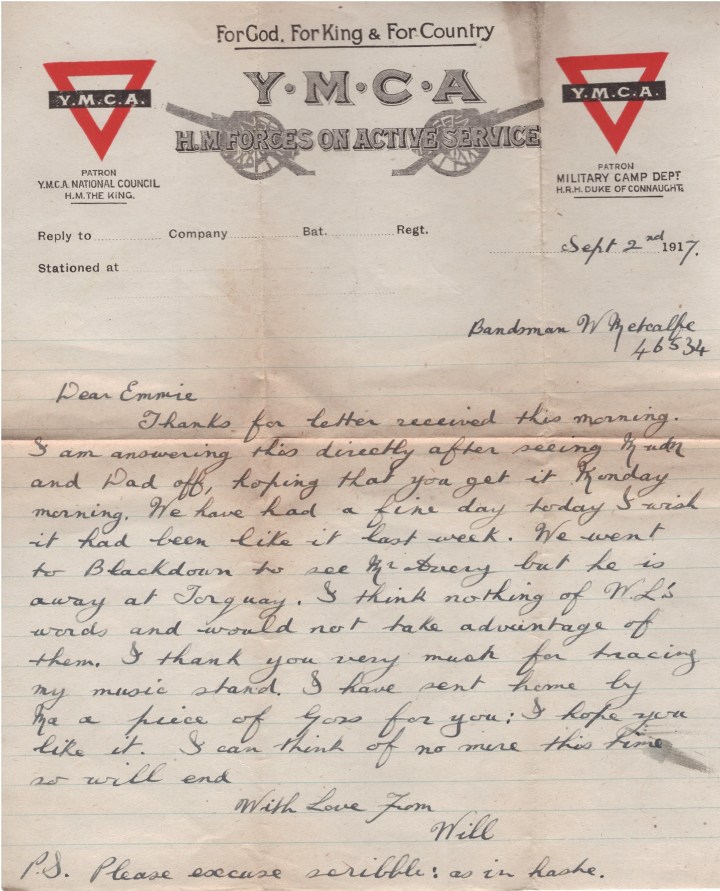 For God, For King & For Country
Y·M·C·A
H.M FORCES ON ACTIVE SERVICE
Y.M.C.A.
PATRON
Y.M.C.A. NATIONAL COUNCIL
H.M. THE KING.
Y.M.C.A.
PATRON
MILITARY CAMP DEPT
H.R.H. DUKE OF CONNAUGHT.
Reply to Company Bat. Regt.
Stationed at
Sept 2nd 1917.
Bandsman W Metcalfe
46534
Dear Emmie
Thanks for letter received this morning.
I am answering this directly after seeing
and Dad off, hoping that you get it Monday
morning. We have had a fine day today I wish
it had been like it last week. We went
to Blackdown to see Mr Avery but he is
away at Torquay. I think nothing of W.L's
words and would not take advantage of
them. I thank you very much for tracing
my music stand. I have sent home by
Ma a piece of Goss for you; I hope you
like it. I can think of no more this time
so will end
With Love From
Will
P.S. Please excuse scribble: as in haste.